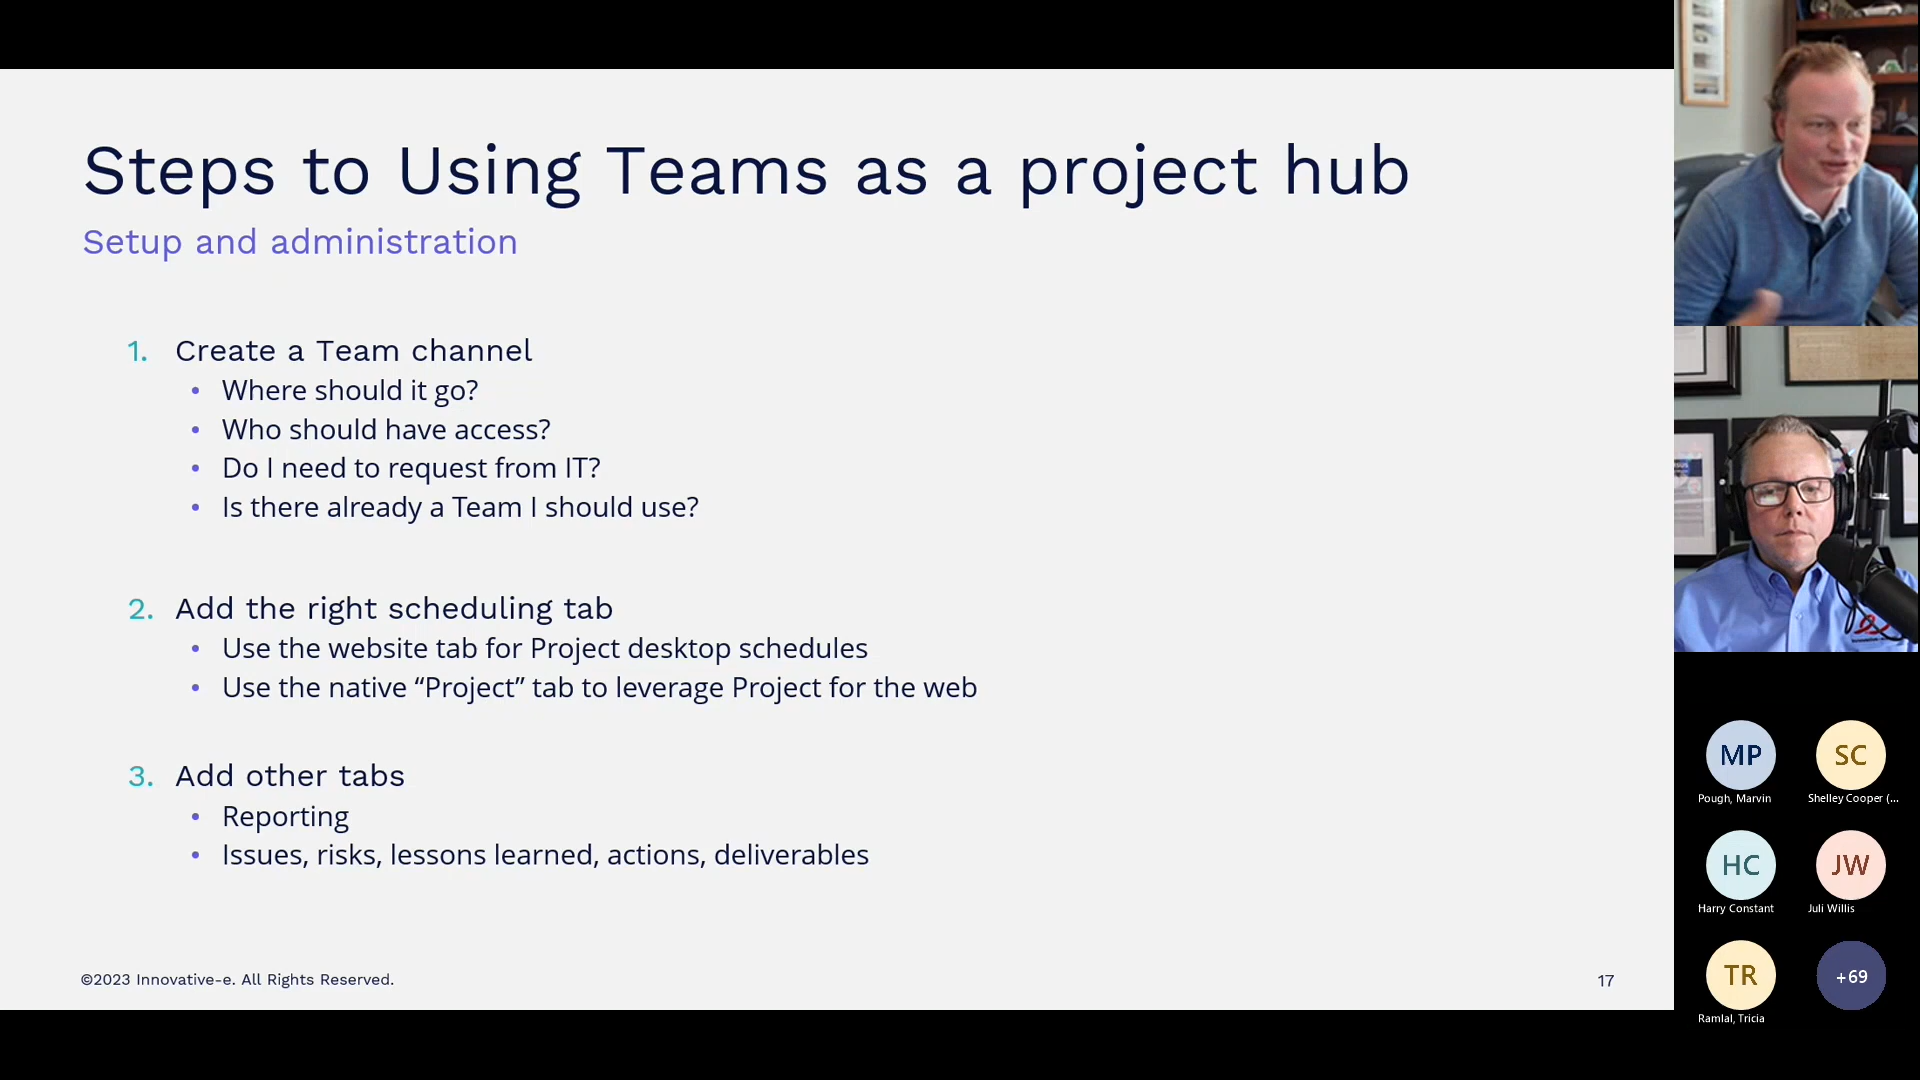 Steps to Using Teams as a project hub
Setup and administration
1. Create a Team channel
• Where should it go?
• Who should have access?
• Do I need to request from IT?
• Is there already a Team I should use?
2. Add the right scheduling tab
• Use the website tab for Project desktop schedules
• Use the native “Project” tab to leverage Project for the web
3. Add other tabs
• Reporting
• Issues, risks, lessons learned, actions, deliverables
©2023 Innovative-e. All Rights Reserved.
17
MP
Pough, Marvin
SC
Shelley Cooper (...
HC
Harry Constant
JW
Juli Willis
TR
Ramlal, Tricia
+69